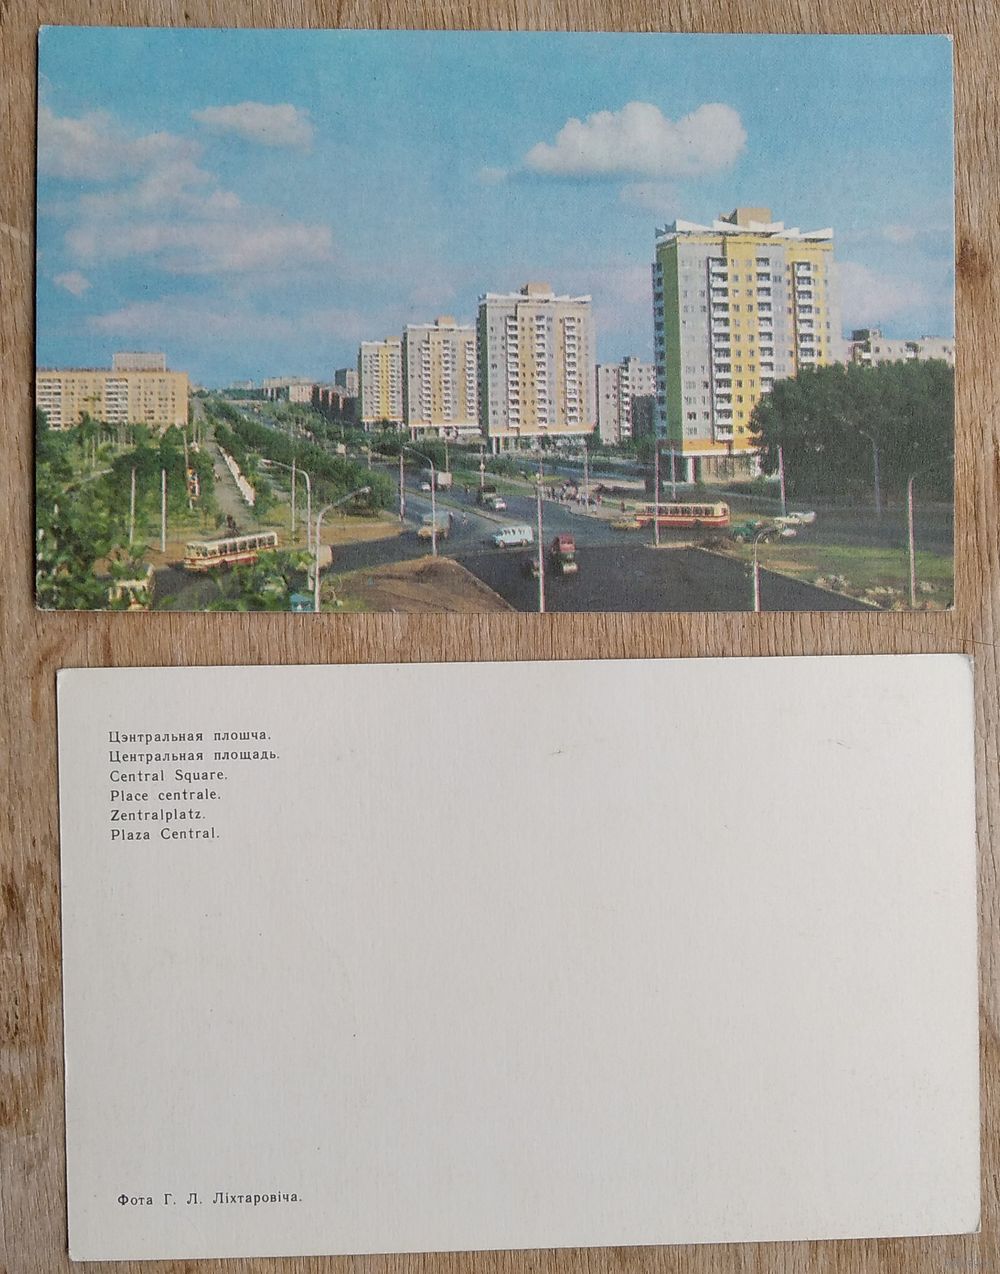 Цэнтральная плошча.
Центральная площадь.
Central Square.
Place centrale.
Zentralplatz.
Plaza Central.
Фота Г. Л. Ліхтаровіча.